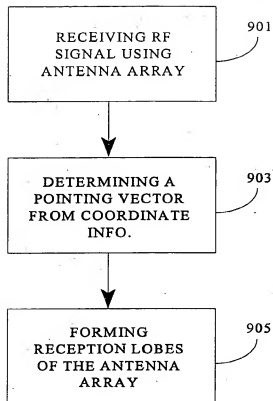 RECEIVING RF
SIGNAL USING
ANTENNA ARRAY
901
DETERMINING A
POINTING VECTOR
FROM COORDINATE
INFO.
903
FORMING
RECEPTION LOBES
OF THE ANTENNA
ARRAY
905